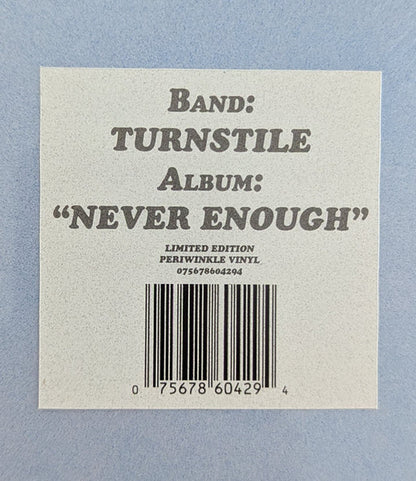 BAND:
TURNSTILE
ALBUM:
“NEVER ENOUGH”
LIMITED EDITION
PERIWINKLE VINYL
075678604294
0 75678 60429 4